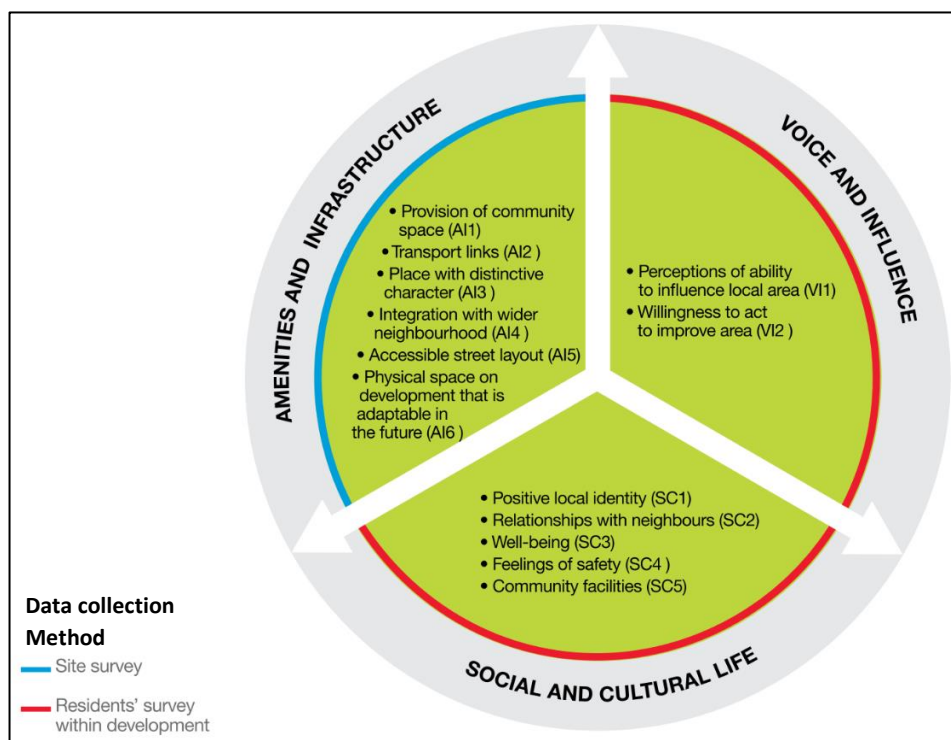 AMENITIES AND INFRASTRUCTURE
• Provision of community
space (AI1)
• Transport links (AI2 )
• Place with distinctive
character (AI3 )
• Integration with wider
neighbourhood (AI4 )
• Accessible street layout (AI5)
• Physical space on
development that is
adaptable in
the future (AI6 )
VOICE AND INFLUENCE
• Perceptions of ability
to influence local area (VI1)
• Willingness to act
to improve area (VI2 )
• Positive local identity (SC1)
• Relationships with neighbours (SC2)
• Well-being (SC3)
• Feelings of safety (SC4 )
• Community facilities (SC5)
SOCIAL AND CULTURAL LIFE
Data collection
Method
Site survey
Residents' survey
within development